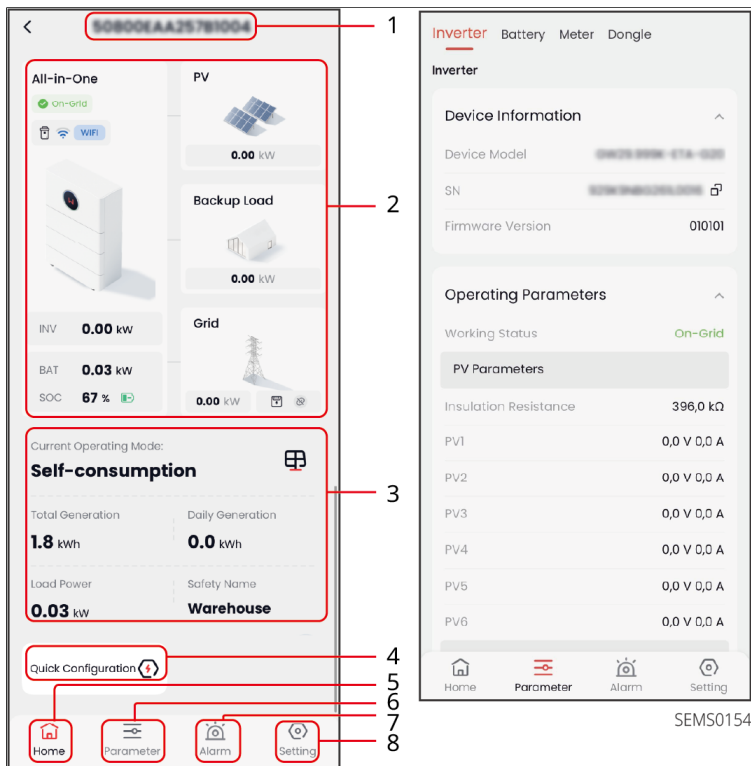 50800EAA257B1004
1
All-in-One
On-Grid
WiFi
PV
0.00 kW
Backup Load
0.00 kW
2
INV 0.00 kW
BAT 0.03 kW
SOC 67 %
Grid
0.00 kW
Current Operating Mode:
Self-consumption
3
Total Generation
Daily Generation
1.8 kWh
0.0 kWh
Load Power
Safety Name
0.03 kW
Warehouse
Quick Configuration
4
5
6
7
8
Home
Parameter
Alarm
Setting
Inverter Battery Meter Dongle
Inverter
Device Information
Device Model
SN
Firmware Version 010101
Operating Parameters
Working Status On-Grid
PV Parameters
Insulation Resistance 396,0 kΩ
PV1 0,0 V 0,0 A
PV2 0,0 V 0,0 A
PV3 0,0 V 0,0 A
PV4 0,0 V 0,0 A
PV5 0,0 V 0,0 A
PV6 0,0 V 0,0 A
Home
Parameter
Alarm
Setting
SEMS0154